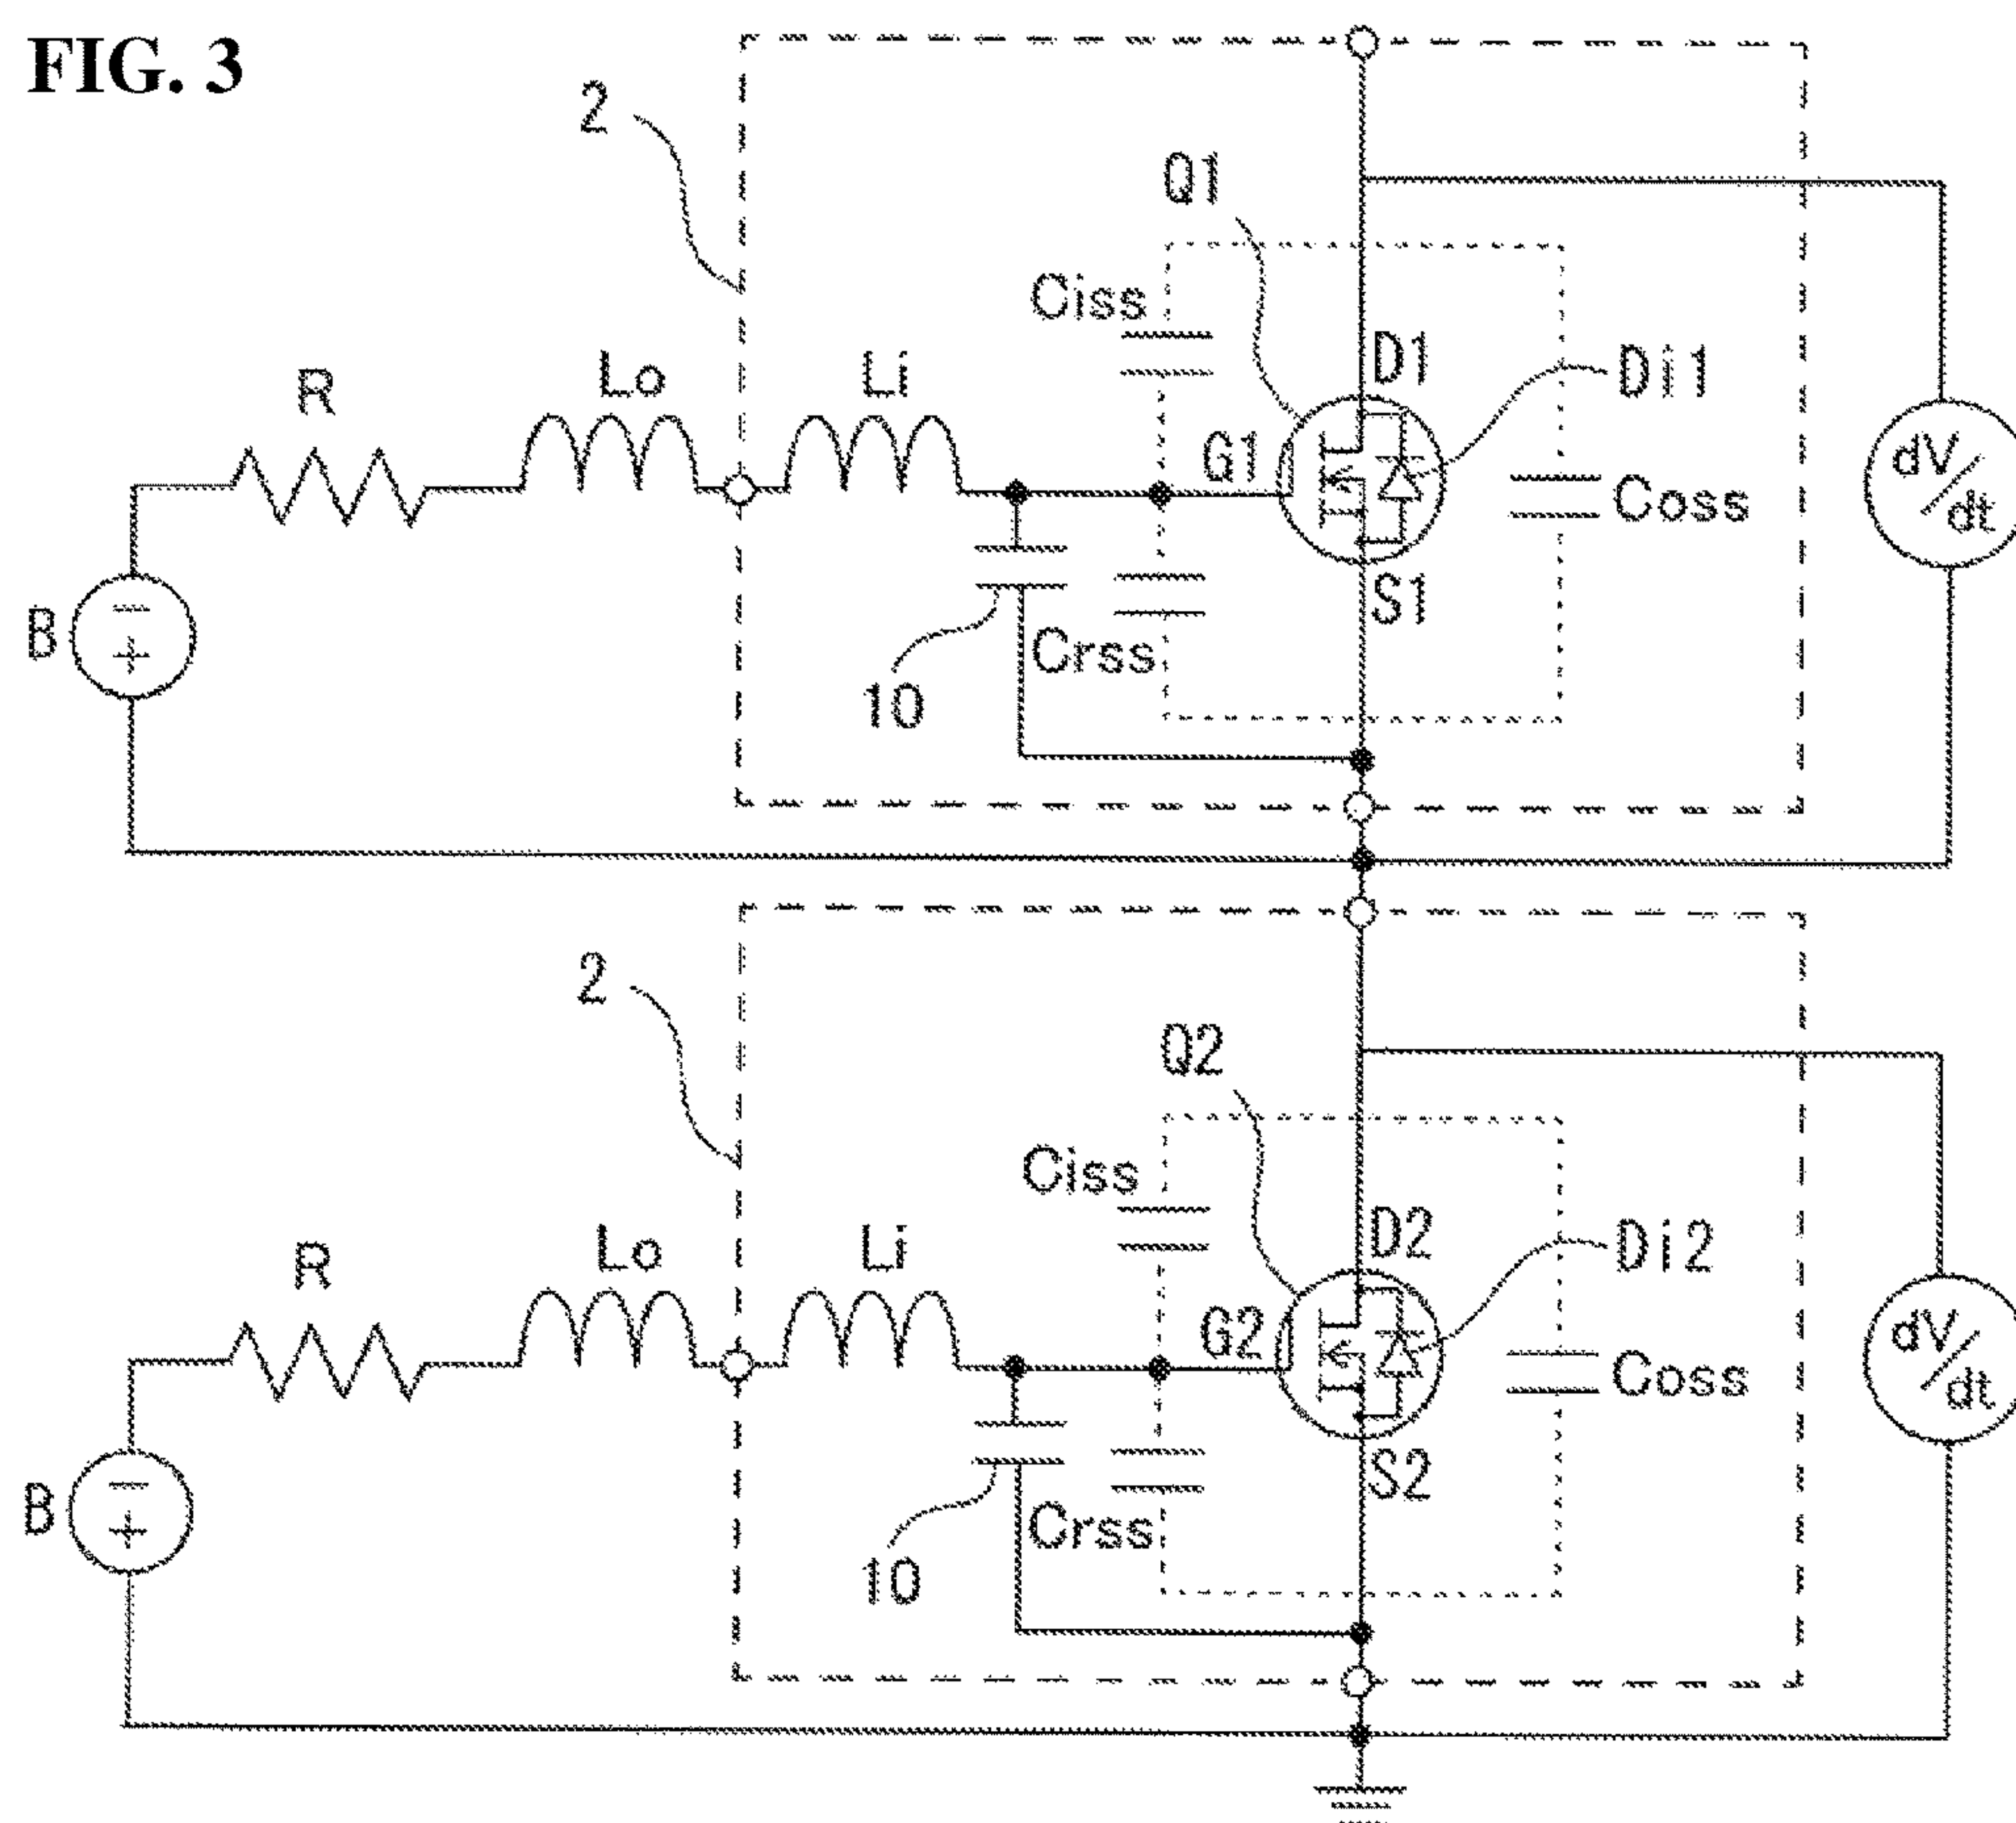 FIG. 3
2
Q1
Ciss
D1
Di1
R
Lo
Li
G1
Coss
dV/dt
B
−
+
S1
Crss
10
2
Q2
Ciss
D2
Di2
R
Lo
Li
G2
Coss
dV/dt
B
−
+
S2
Crss
10